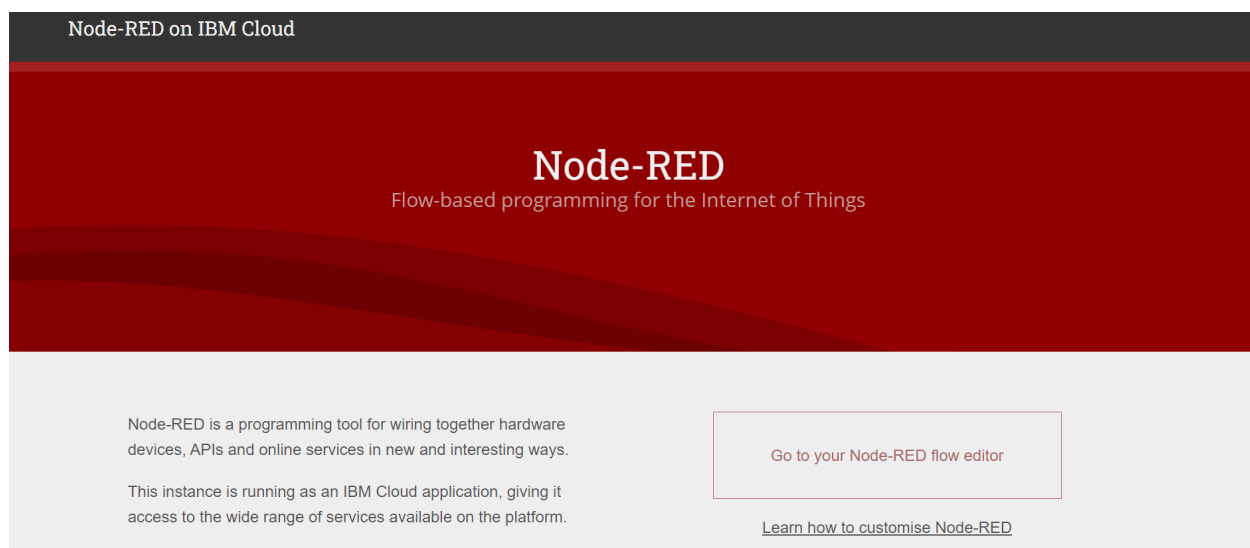 Node-RED on IBM Cloud
Node-RED
Flow-based programming for the Internet of Things
Node-RED is a programming tool for wiring together hardware
devices, APIs and online services in new and interesting ways.
This instance is running as an IBM Cloud application, giving it
access to the wide range of services available on the platform.
Go to your Node-RED flow editor
Learn how to customise Node-RED